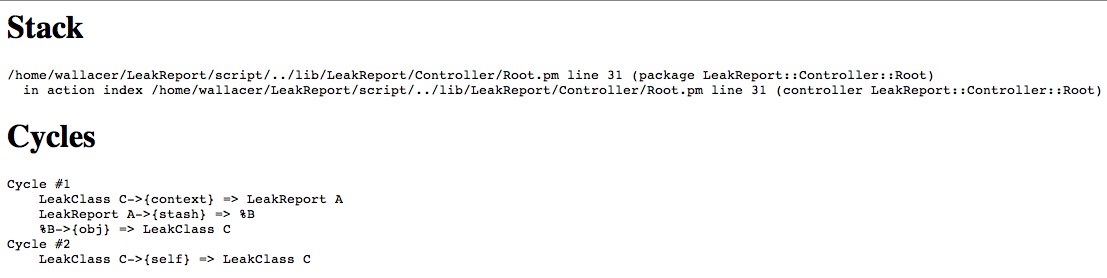 Stack
/home/wallacer/LeakReport/script/../lib/LeakReport/Controller/Root.pm line 31 (package LeakReport::Controller::Root)
in action index /home/wallacer/LeakReport/script/../lib/LeakReport/Controller/Root.pm line 31 (controller LeakReport::Controller::Root)
Cycles
Cycle #1
LeakClass C->{context} => LeakReport A
LeakReport A->{stash} => %B
%B->{obj} => LeakClass C
Cycle #2
LeakClass C->{self} => LeakClass C